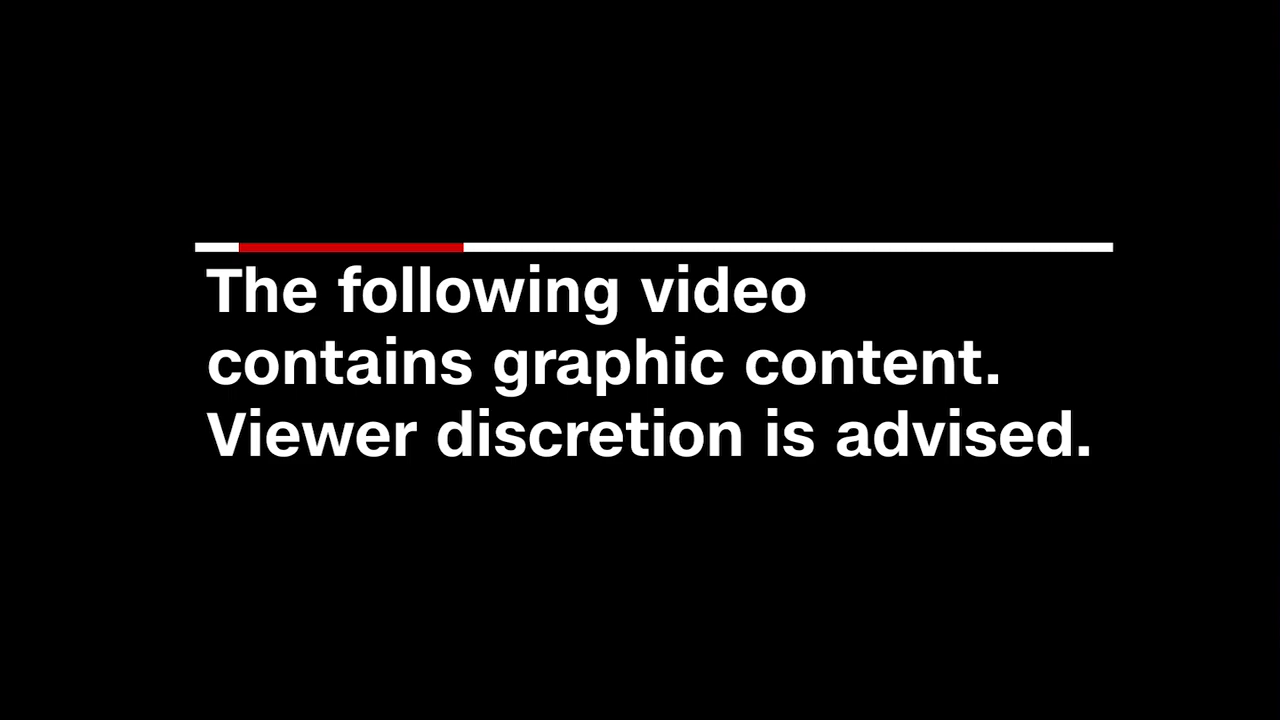 The following video
contains graphic content.
Viewer discretion is advised.